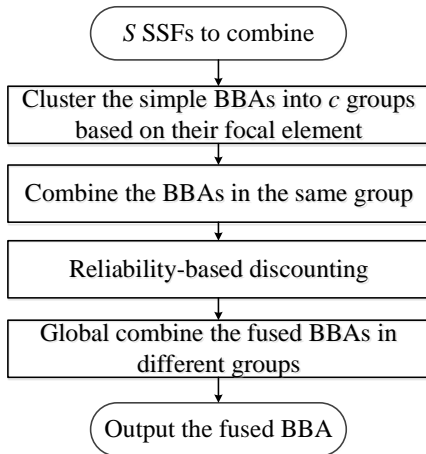 S SSFs to combine
Cluster the simple BBAs into c groups
based on their focal element
Combine the BBAs in the same group
Reliability-based discounting
Global combine the fused BBAs in
different groups
Output the fused BBA